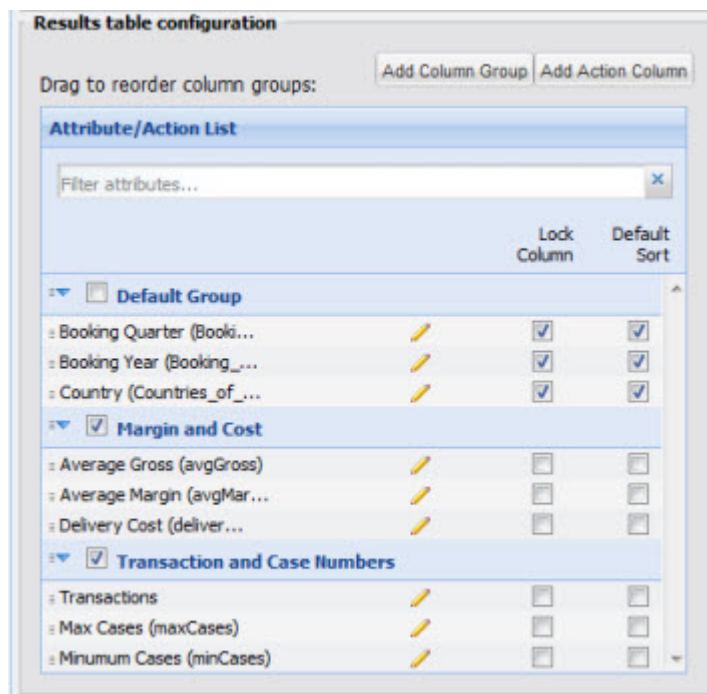 Results table configuration
Add Column Group Add Action Column
Drag to reorder column groups:
Attribute/Action List
Filter attributes...
Lock Default
Column Sort
Default Group
Booking Quarter (Booki...
Booking Year (Booking_...
Country (Countries_of_...
Margin and Cost
Average Gross (avgGross)
Average Margin (avgMar...
Delivery Cost (deliver...
Transaction and Case Numbers
Transactions
Max Cases (maxCases)
Minumum Cases (minCases)